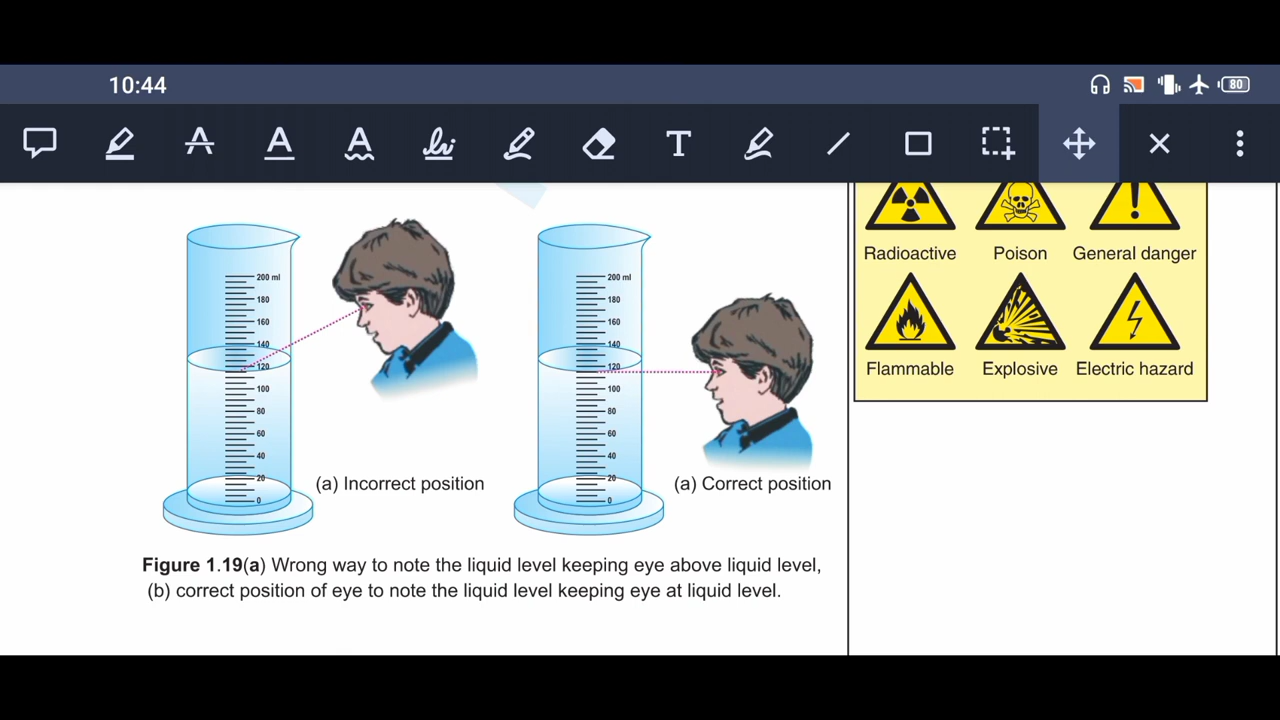 10:44
80
T
200 ml
180
160
140
120
100
80
60
40
20
0
(a) Incorrect position
200 ml
180
160
140
120
100
80
60
40
20
0
(a) Correct position
Figure 1.19(a) Wrong way to note the liquid level keeping eye above liquid level,
(b) correct position of eye to note the liquid level keeping eye at liquid level.
Radioactive Poison General danger
Flammable Explosive Electric hazard